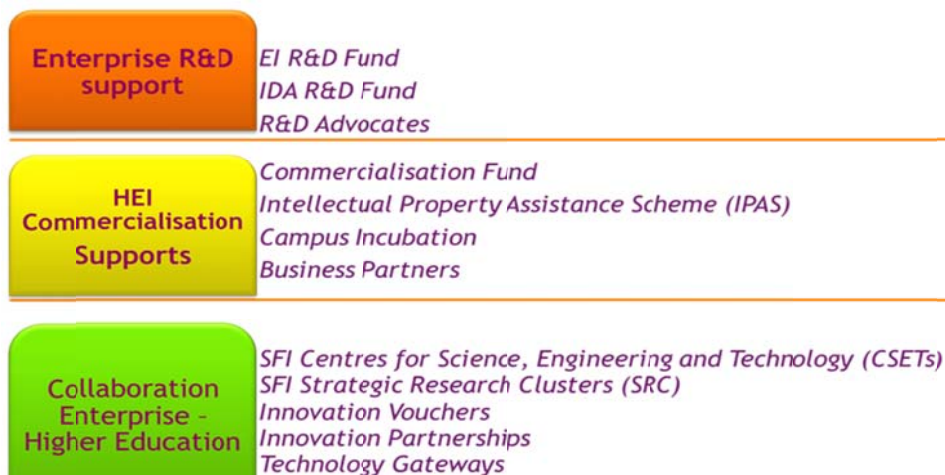 Enterprise R&D
support
EI R&D Fund
IDA R&D Fund
R&D Advocates
HEI
Commercialisation
Supports
Commercialisation Fund
Intellectual Property Assistance Scheme (IPAS)
Campus Incubation
Business Partners
Collaboration
Enterprise –
Higher Education
SFI Centres for Science, Engineering and Technology (CSETs)
SFI Strategic Research Clusters (SRC)
Innovation Vouchers
Innovation Partnerships
Technology Gateways